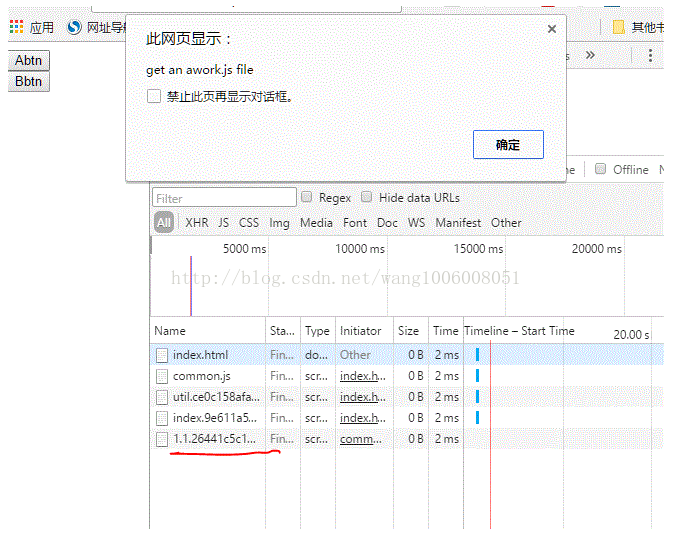 应用
网址导航
其他书
Abtn
Bbtn
此网页显示：
get an awork.js file
禁止此页再显示对话框。
确定
s
»
ne
Offline
N
Filter
Regex
Hide data URLs
All XHR JS CSS Img Media Font Doc WS Manifest Other
5000 ms 10000 ms 15000 ms 20000 ms
http://blog.csdn.net/wang1006008051
Name Sta... Type Initiator Size Time Timeline – Start Time 20.00 s
index.html Fin... do... Other 0 B 2 ms
common.js Fin... scr... index.h... 0 B 2 ms
util.ce0c158afa... Fin... scr... index.h... 0 B 2 ms
index.9e611a5... Fin... scr... index.h... 0 B 2 ms
1.1.26441c5c1... Fin... scr... comm... 0 B 2 ms